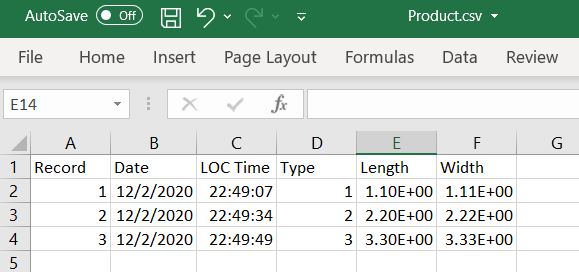 AutoSave Off Product.csv
File Home Insert Page Layout Formulas Data Review
E14 fx
A B C D E F G
1 Record Date LOC Time Type Length Width
2 1 12/2/2020 22:49:07 1 1.10E+00 1.11E+00
3 2 12/2/2020 22:49:34 2 2.20E+00 2.22E+00
4 3 12/2/2020 22:49:49 3 3.30E+00 3.33E+00
5